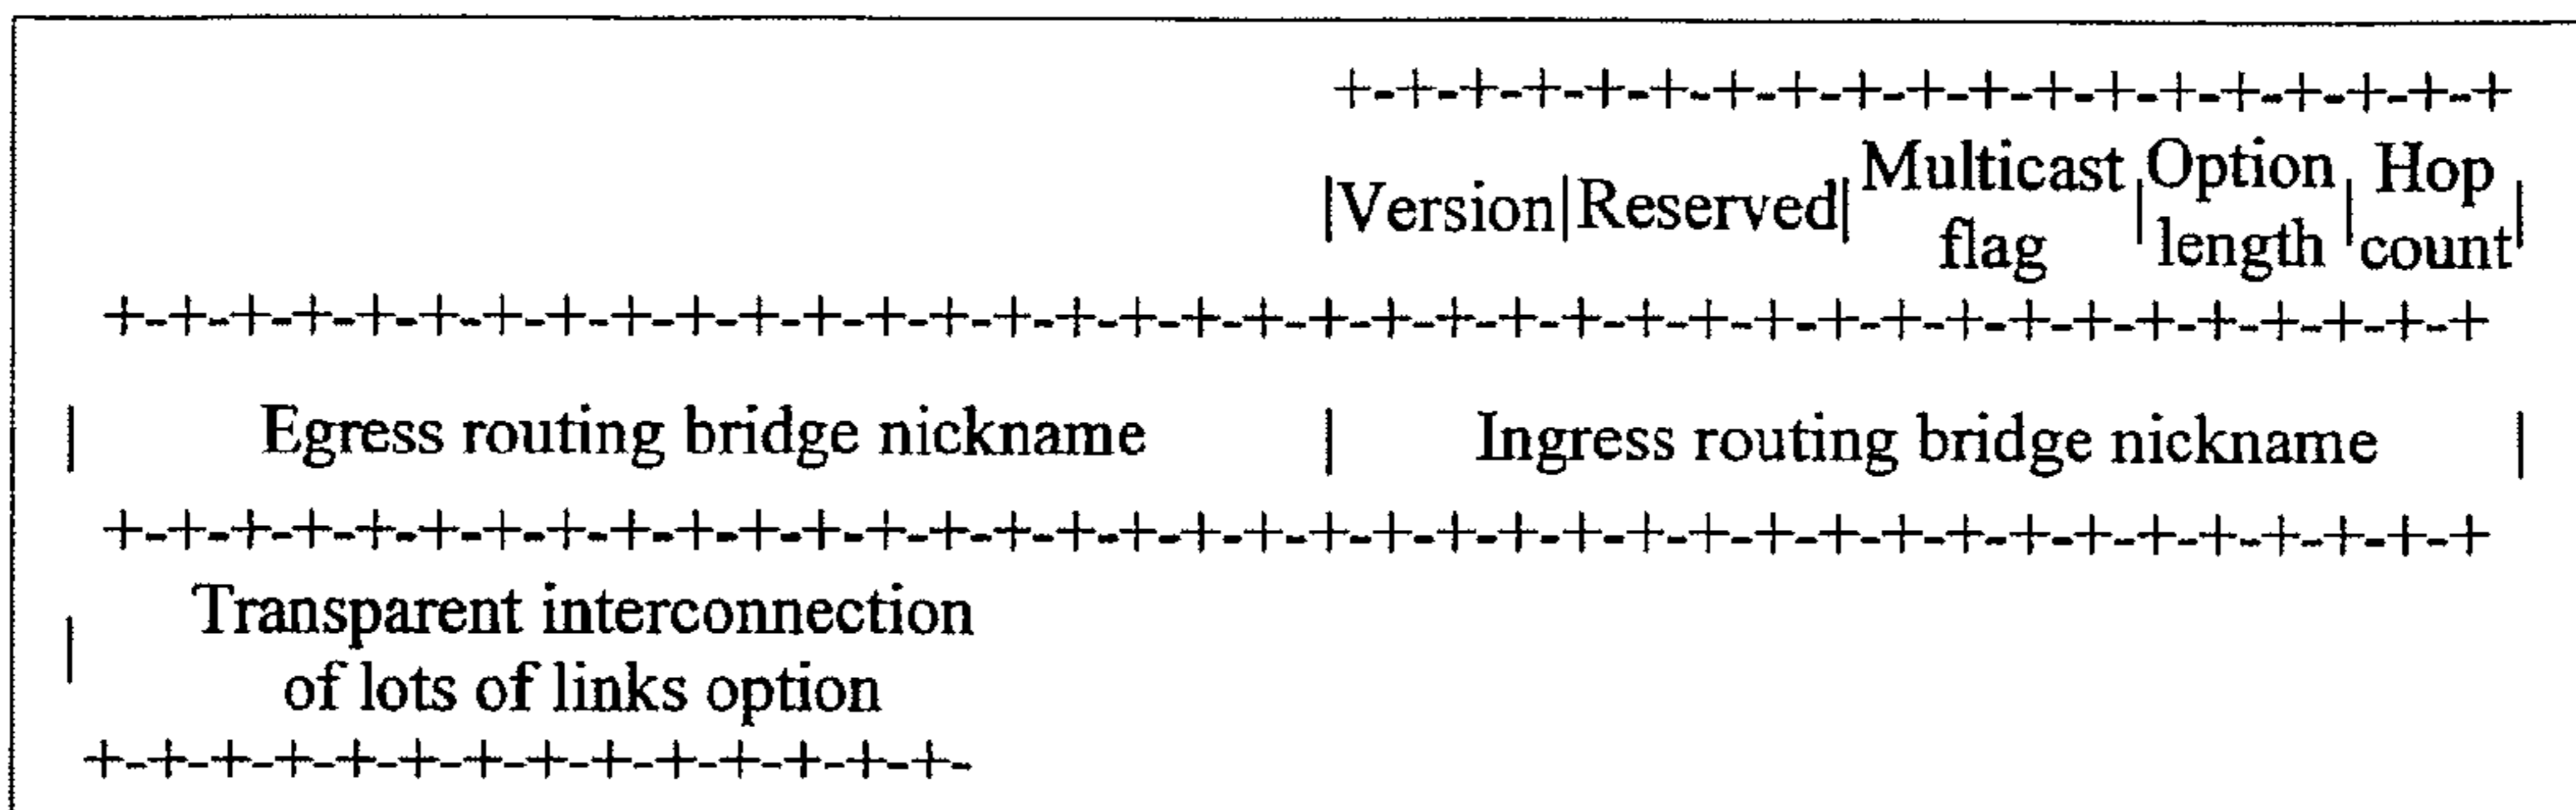 +-+-+-+-+-+-+-+-+-+-+-+-+-+-+-+-+-+-+
|Version|Reserved| Multicast flag | Option length | Hop count|
+-+-+-+-+-+-+-+-+-+-+-+-+-+-+-+-+-+-+-+-+-+-+-+-+-+-+-+-+-+-+-+-+-+-+-+-+-+-+
| Egress routing bridge nickname | Ingress routing bridge nickname |
+-+-+-+-+-+-+-+-+-+-+-+-+-+-+-+-+-+-+-+-+-+-+-+-+-+-+-+-+-+-+-+-+-+-+-+-+-+-+
| Transparent interconnection
of lots of links option
+-+-+-+-+-+-+-+-+-+-+-+-+-+-